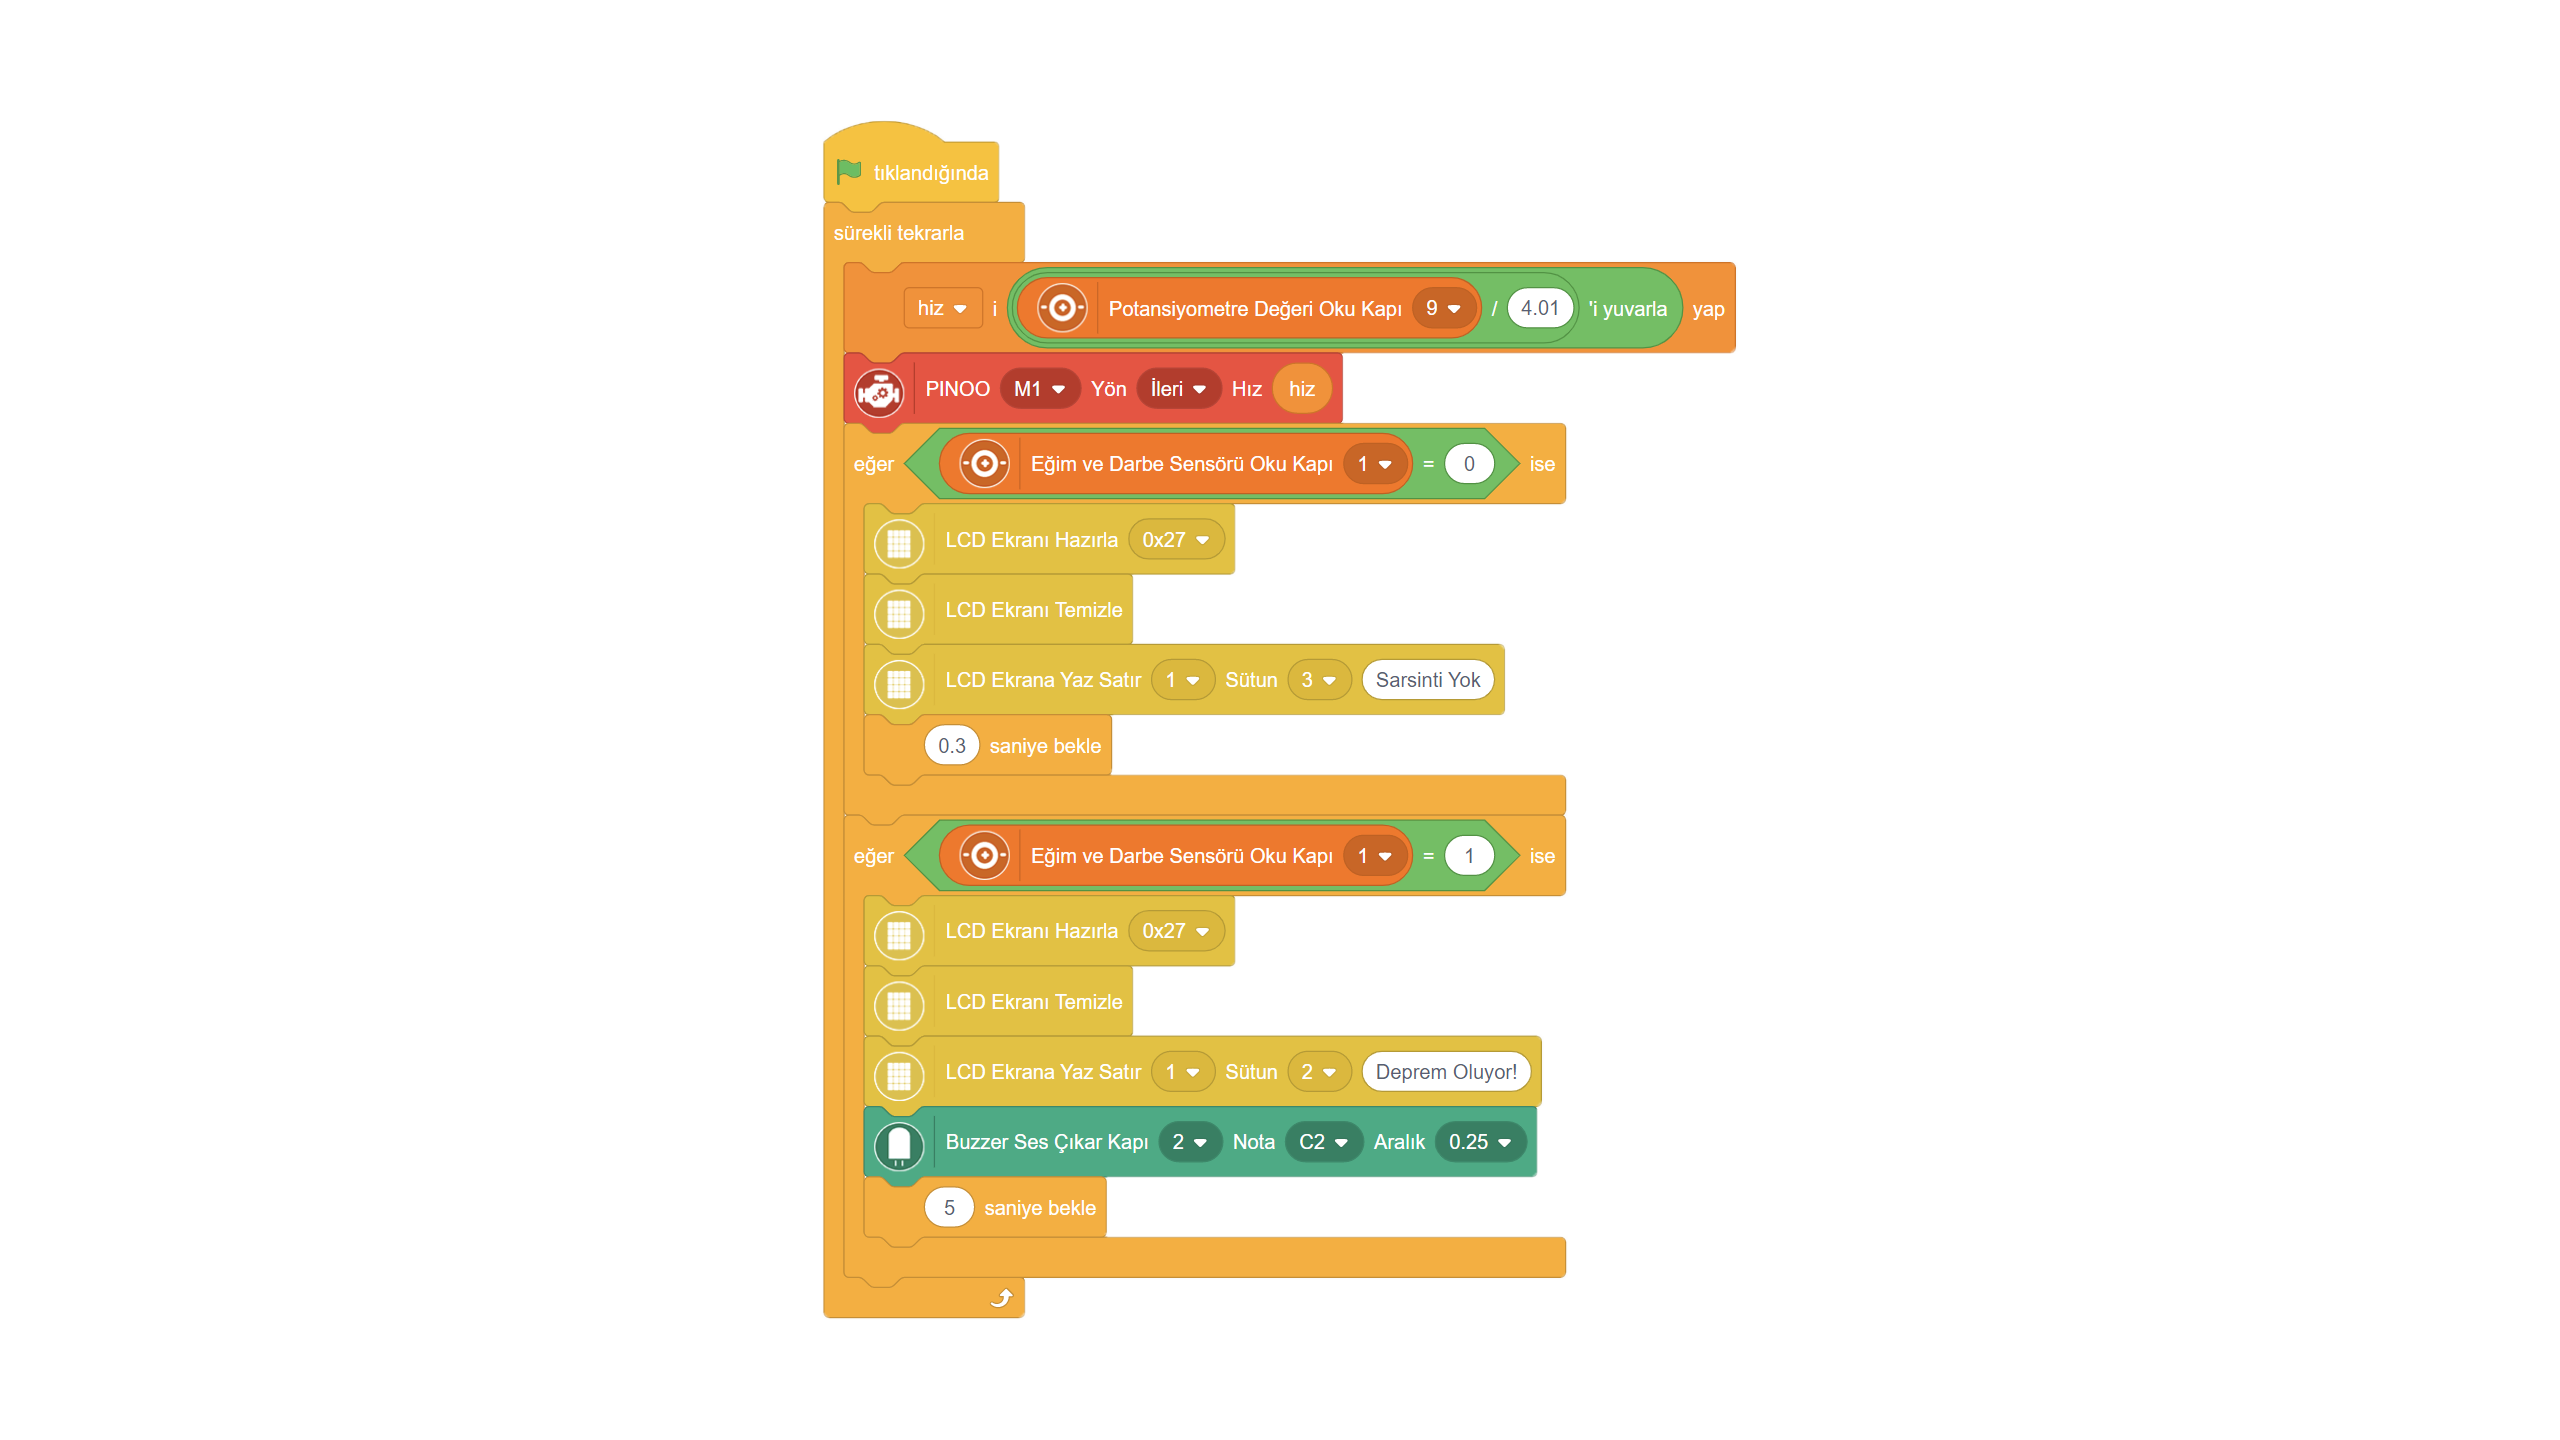 tıklandığında
sürekli tekrarla
hiz i Potansiyometre Değeri Oku Kapı 9 / 4.01 'i yuvarla yap
PINOO M1 Yön İleri Hız hiz
eğer Eğim ve Darbe Sensörü Oku Kapı 1 = 0 ise
LCD Ekranı Hazırla 0x27
LCD Ekranı Temizle
LCD Ekrana Yaz Satır 1 Sütun 3 Sarsinti Yok
0.3 saniye bekle
eğer Eğim ve Darbe Sensörü Oku Kapı 1 = 1 ise
LCD Ekranı Hazırla 0x27
LCD Ekranı Temizle
LCD Ekrana Yaz Satır 1 Sütun 2 Deprem Oluyor!
Buzzer Ses Çıkar Kapı 2 Nota C2 Aralık 0.25
5 saniye bekle